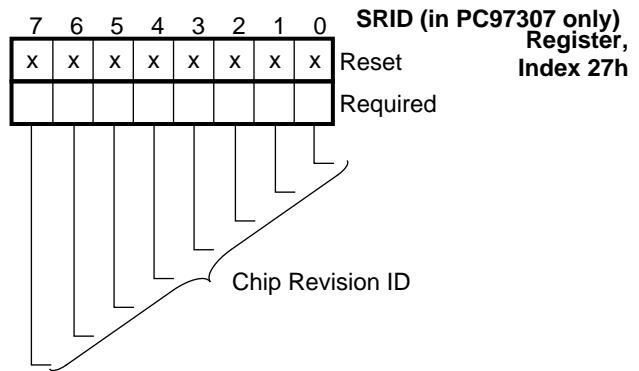 SRID (in PC97307 only)
Register,
Index 27h
7 6 5 4 3 2 1 0
x x x x x x x x Reset
Required
Chip Revision ID